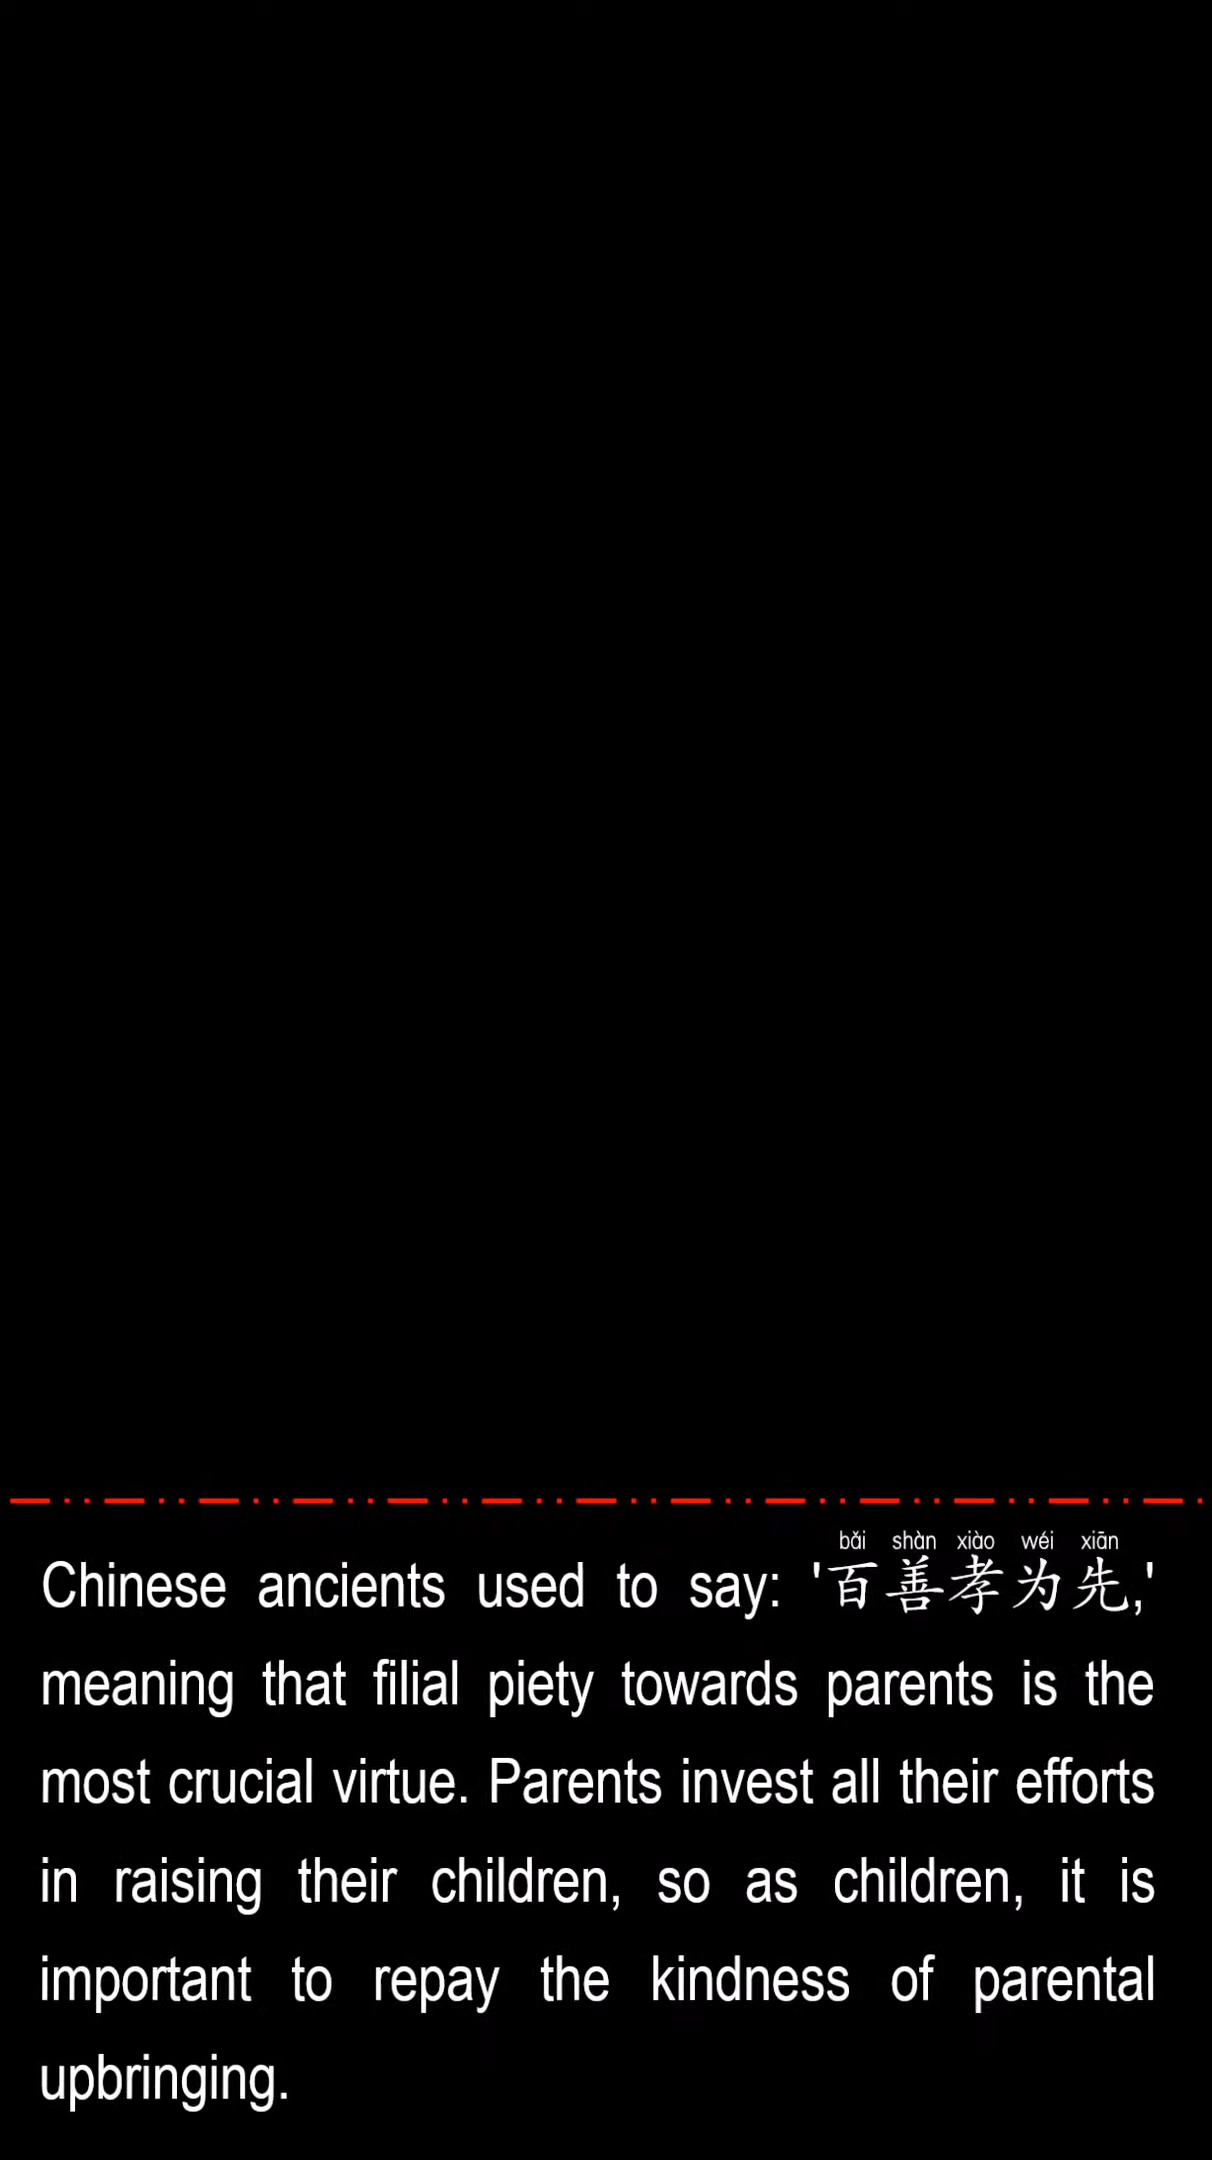 bǎi shàn xiào wéi xiān
Chinese ancients used to say: '百善孝为先,'
meaning that filial piety towards parents is the
most crucial virtue. Parents invest all their efforts
in raising their children, so as children, it is
important to repay the kindness of parental
upbringing.